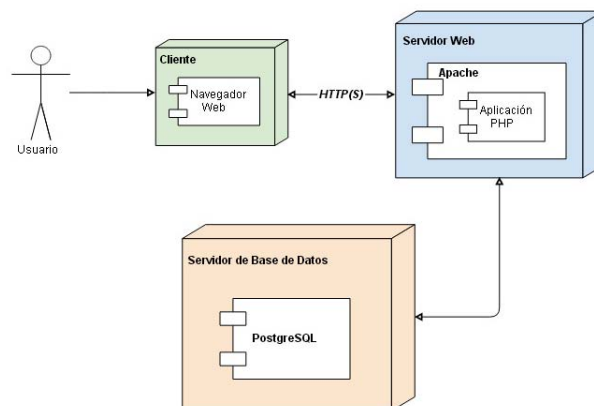 Servidor Web
Cliente
Apache
Navegador
Web
HTTP(S)
Aplicación
PHP
Usuario
Servidor de Base de Datos
PostgreSQL